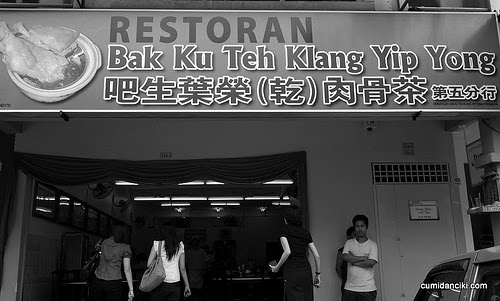 RESTORAN
Bak Ku Teh Klang Yip Yong
吧生葉榮(乾)肉骨茶 第五分行
cumidanciki.com